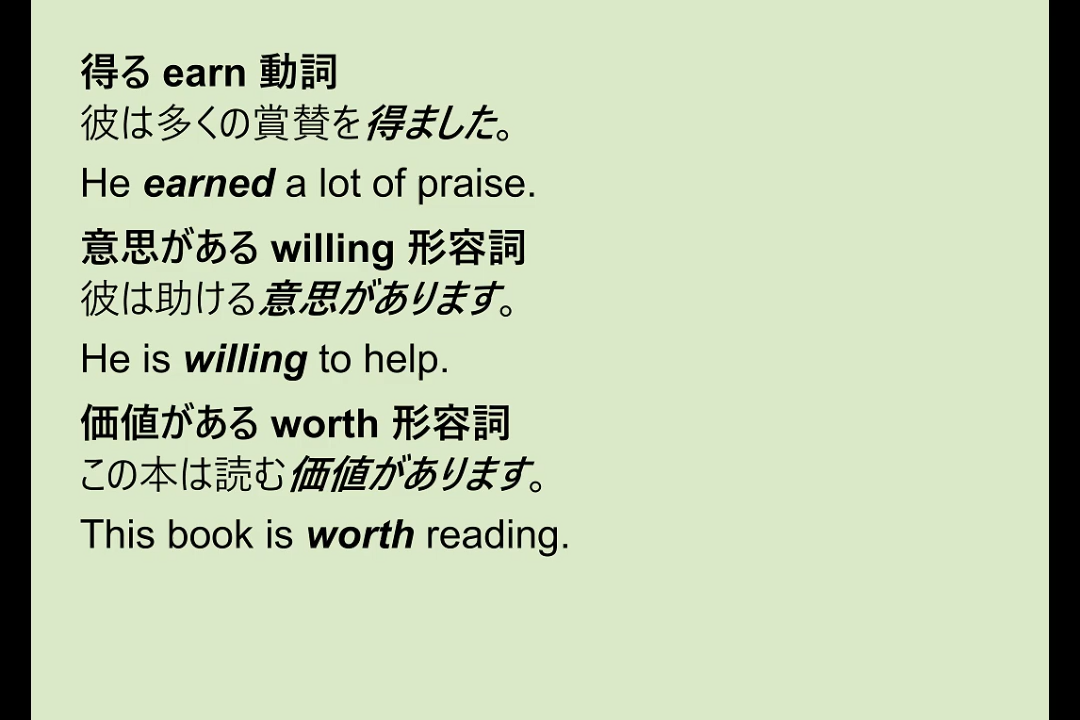 得る earn 動詞
彼は多くの賞賛を得ました。
He earned a lot of praise.
意思がある willing 形容詞
彼は助ける意思があります。
He is willing to help.
価値がある worth 形容詞
この本は読む価値があります。
This book is worth reading.